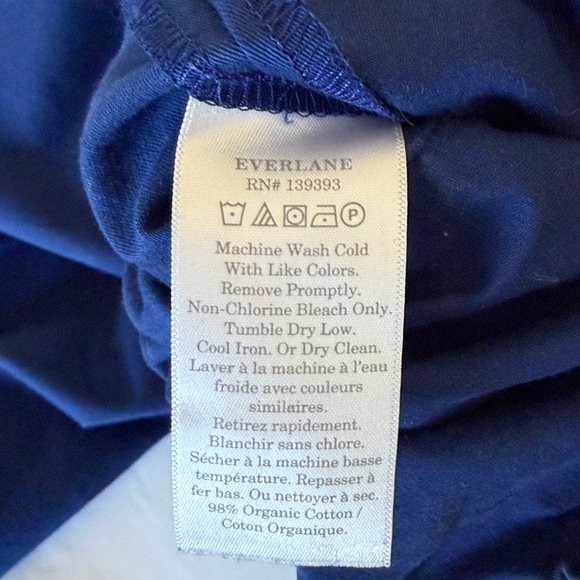 EVERLANE
RN# 139393
P
Machine Wash Cold
With Like Colors.
Remove Promptly.
Non-Chlorine Bleach Only.
Tumble Dry Low.
Cool Iron. Or Dry Clean.
Laver à la machine à l'eau
froide avec couleurs
similaires.
Retirez rapidement.
Blanchir sans chlore.
Sécher à la machine basse
température. Repasser à
fer bas. Ou nettoyer à sec.
98% Organic Cotton /
Coton Organique.